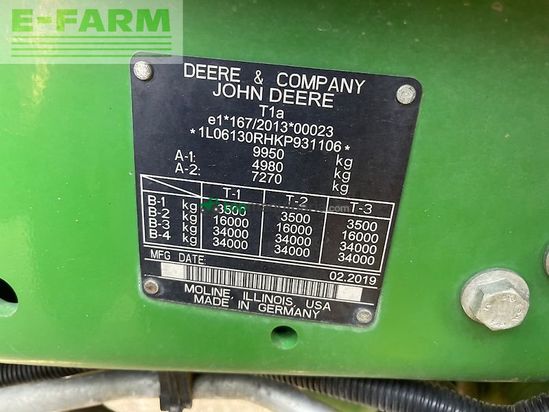 E-FARM
DEERE & COMPANY
JOHN DEERE
T1a
e1*167/2013*00023
*1L06130RHKP931106*
9950 kg
A-1: 4980 kg
A-2: 7270 kg
T-1 T-2 T-3
B-1 kg 3500 3500 3500
B-2 kg 16000 16000 16000
B-3 kg 34000 34000 34000
B-4 kg 34000 34000 34000
MFG DATE: 02.2019
MOLINE, ILLINOIS, USA
MADE IN GERMANY